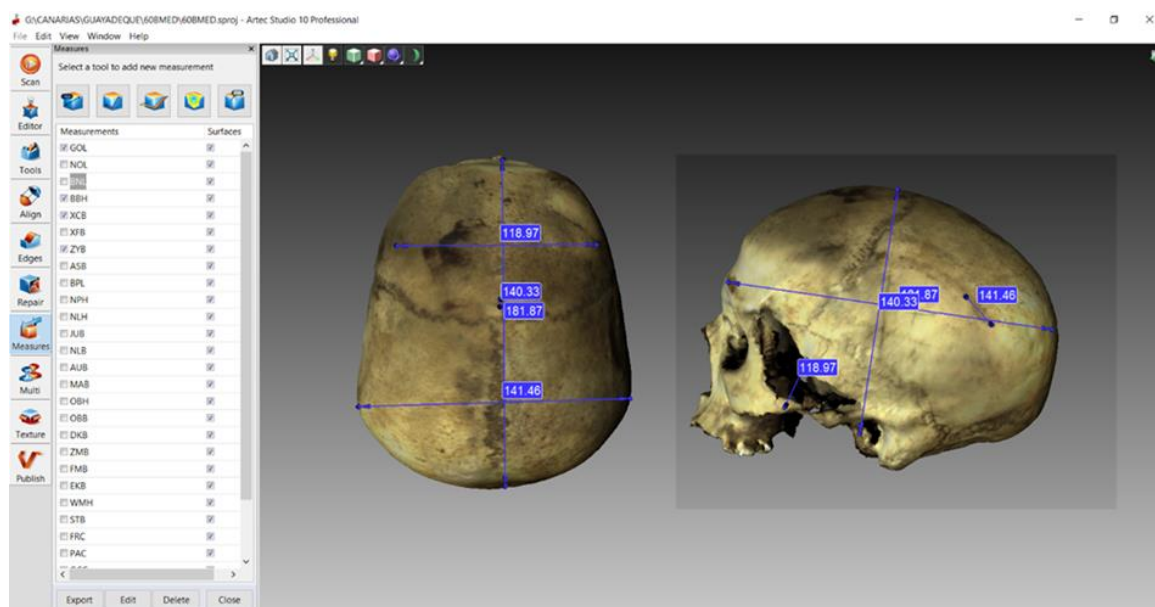 G:\CANARIAS\GUAYADEQUE\60BMED\60BMED.sproj - Artec Studio 10 Professional
File Edit View Window Help
Measures
Select a tool to add new measurement
Scan
Editor
Tools
Align
Edges
Repair
Measures
Multi
Texture
Publish
Measurements Surfaces
GOL
NOL
BNL
BBH
XCB
XFB
ZYB
ASB
BPL
NPH
NLH
JUB
NLB
AUB
MAB
OBH
OBB
DKB
ZMB
FMB
EKB
WMH
STB
FRC
PAC
Export Edit Delete Close
118.97
140.33
181.87
141.46
140.33
141.46
118.97